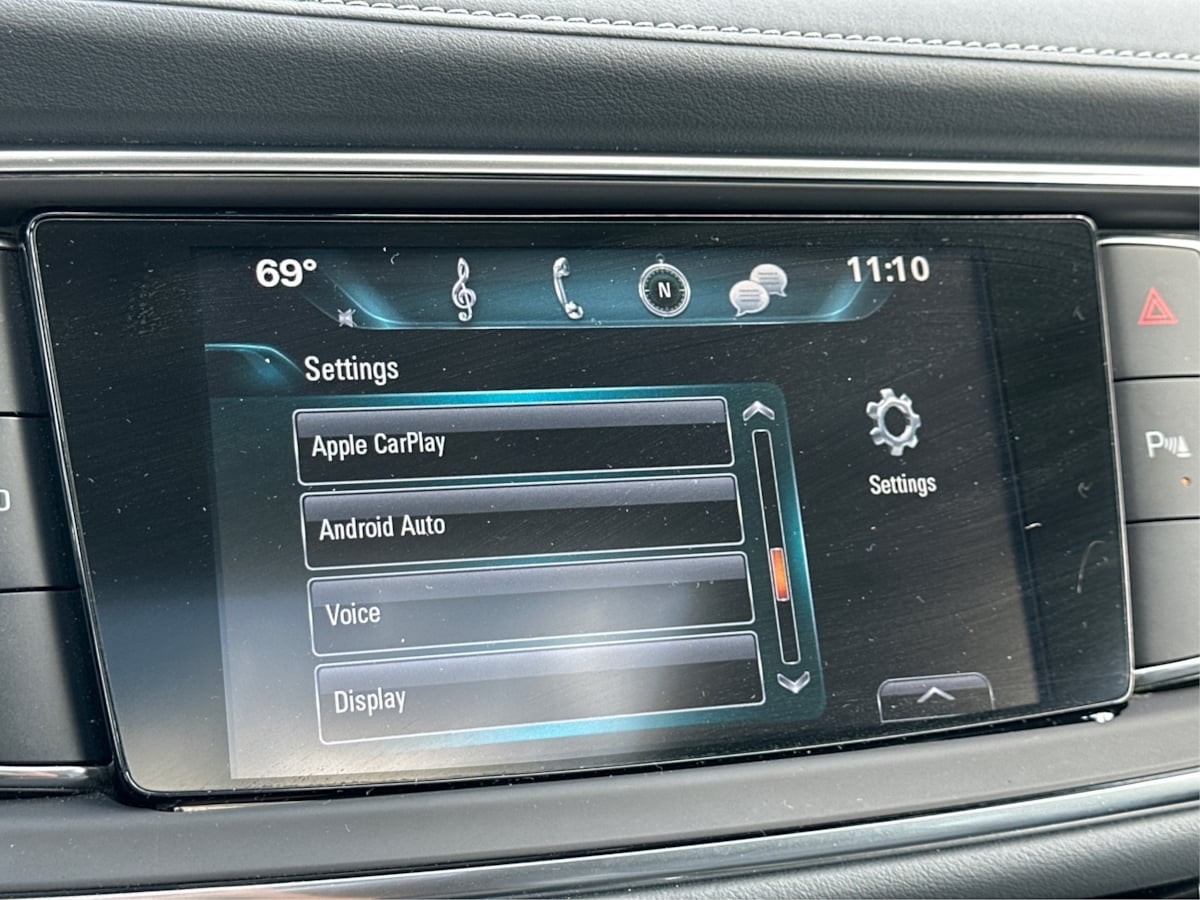 69°
N
11:10
Settings
Apple CarPlay
Android Auto
Voice
Display
Settings
P